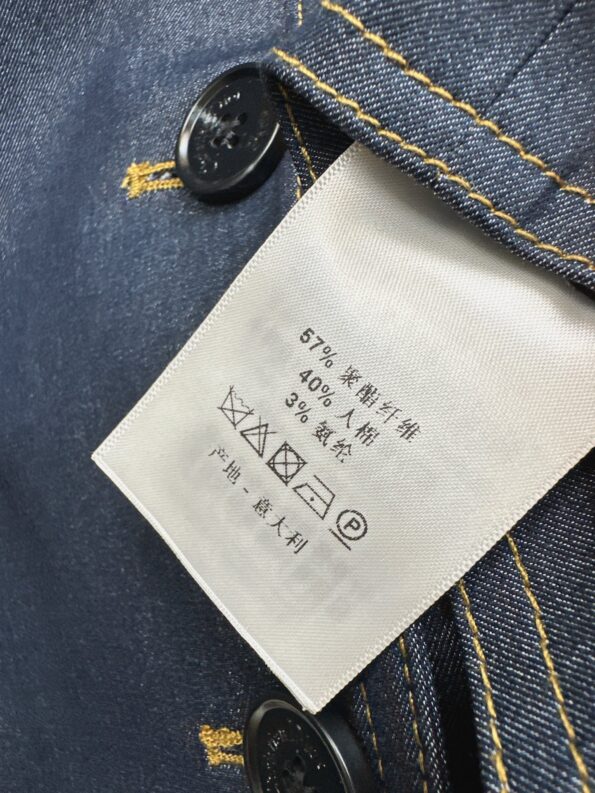 57% 聚酯纤维
40% 人棉
3% 氨纶
P
产地 - 意大利